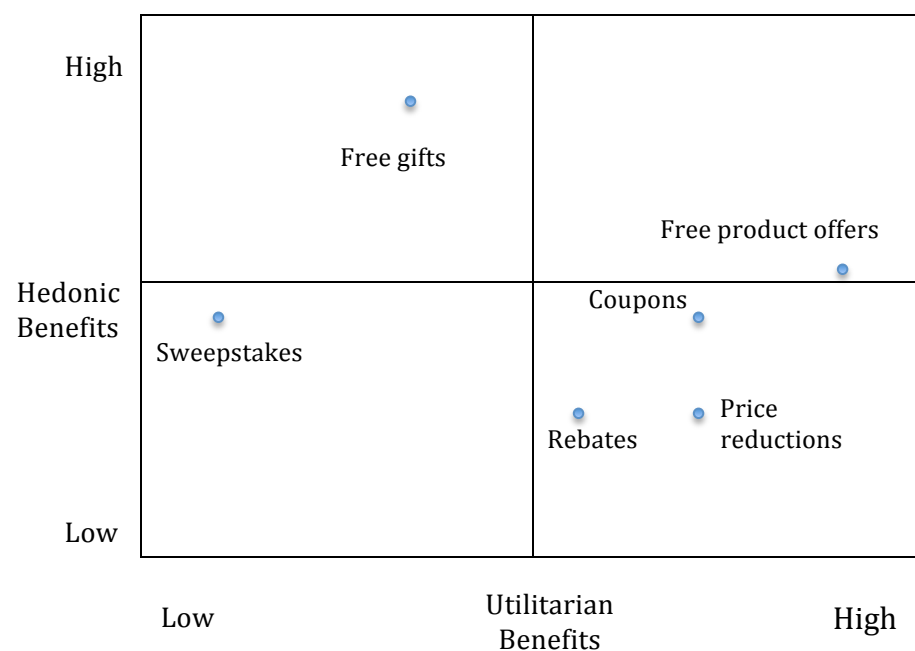 High
Free gifts
Free product offers
Hedonic
Benefits
Coupons
Sweepstakes
Price
reductions
Rebates
Low
Low
Utilitarian
Benefits
High